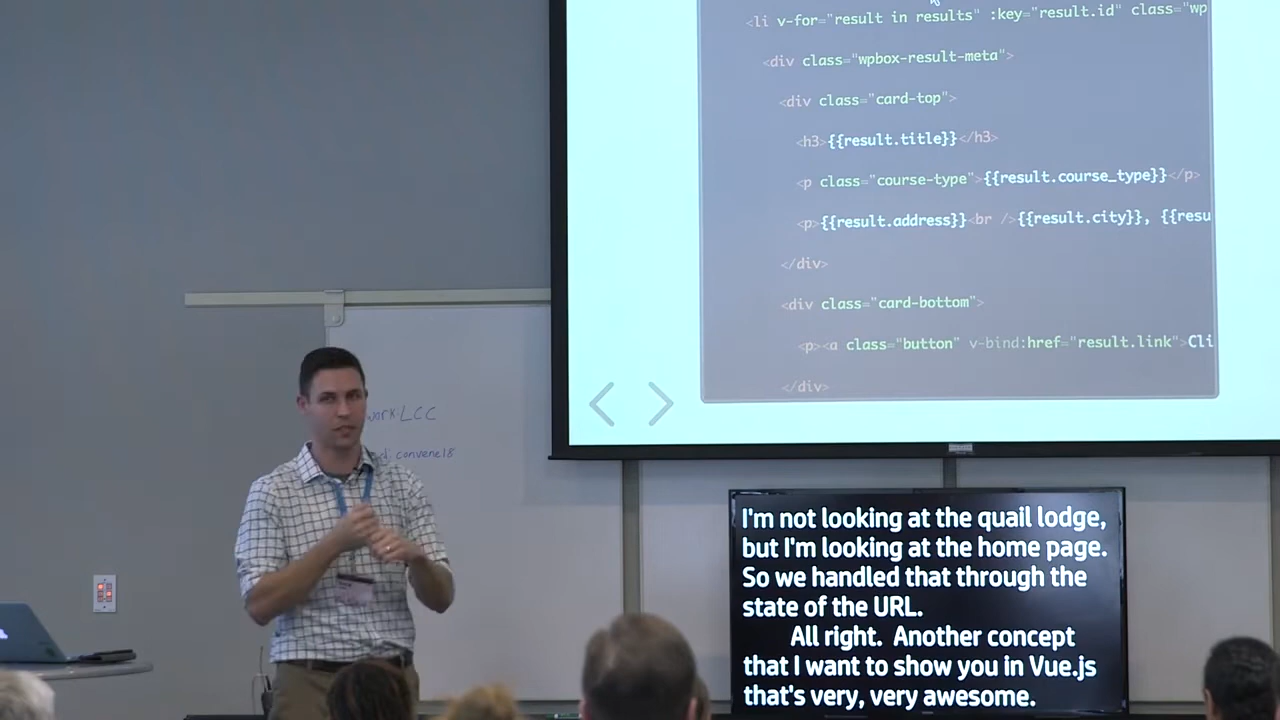 <li v-for="result in results" :key="result.id" class="wp
<div class="wpbox-result-meta">
<div class="card-top">
<h3>{{result.title}}</h3>
<p class="course-type">{{result.course_type}}</p>
<p>{{result.address}}<br />{{result.city}}, {{resu
</div>
<div class="card-bottom">
<p><a class="button" v-bind:href="result.link">Cli
</div>
work LCC
convene18
I'm not looking at the quail lodge,
but I'm looking at the home page.
So we handled that through the
state of the URL.
All right. Another concept
that I want to show you in Vue.js
that's very, very awesome.